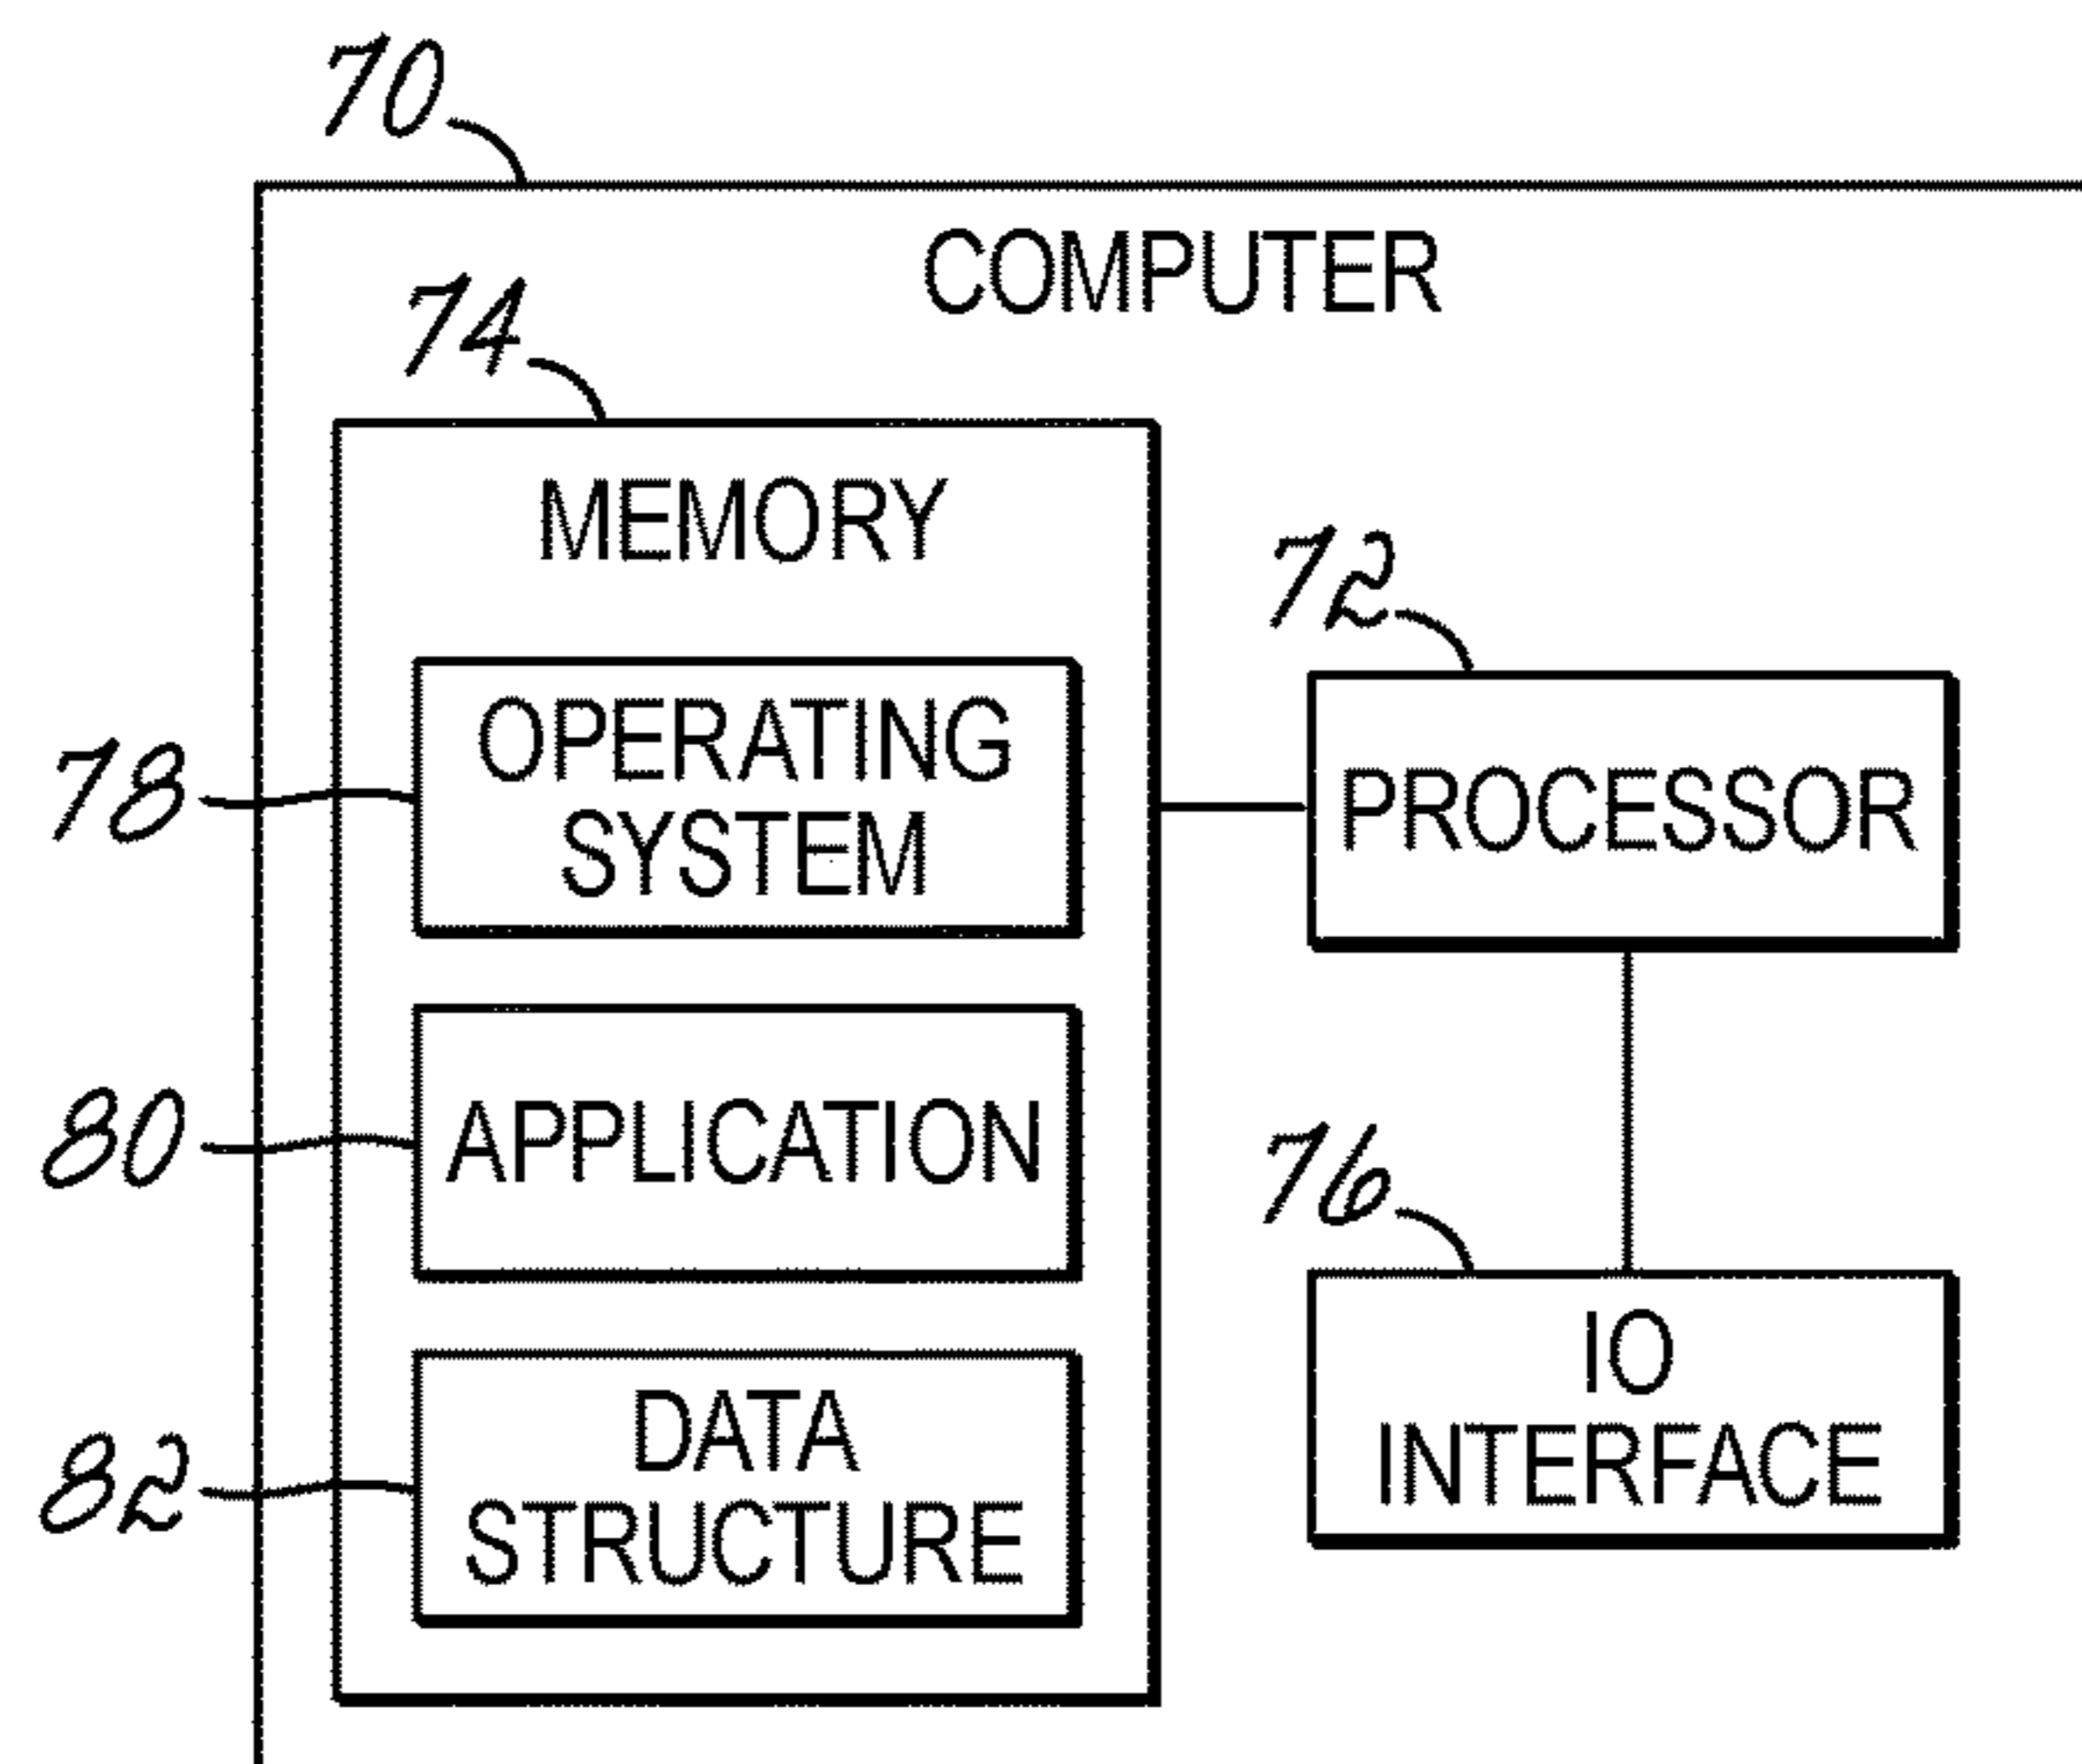 70
COMPUTER
74
MEMORY
72
OPERATING
SYSTEM
78
PROCESSOR
80
APPLICATION
76
IO
INTERFACE
82
DATA
STRUCTURE